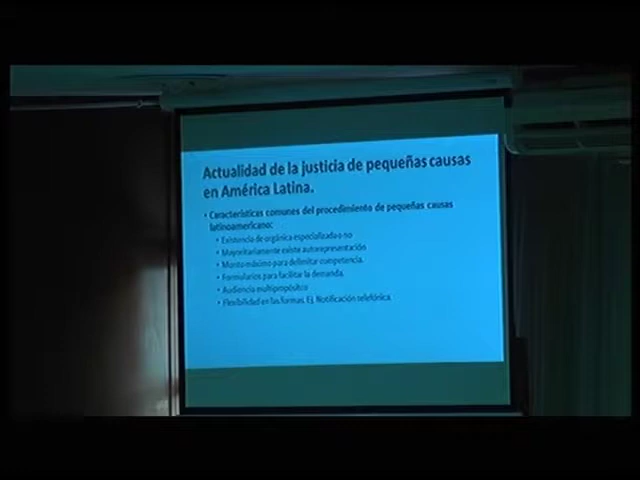 Actualidad de la justicia de pequeñas causas
en América Latina.
• Características comunes del procedimiento de pequeñas causas
latinoamericano:
• Existencia de orgánica especializada o no
• Mayoritariamente existe autorepresentación
• Monto máximo para delimitar competencia.
• Formularios para facilitar la demanda.
• Audiencia multipropósito
• Flexibilidad en las formas. EJ. Notificación telefónica.